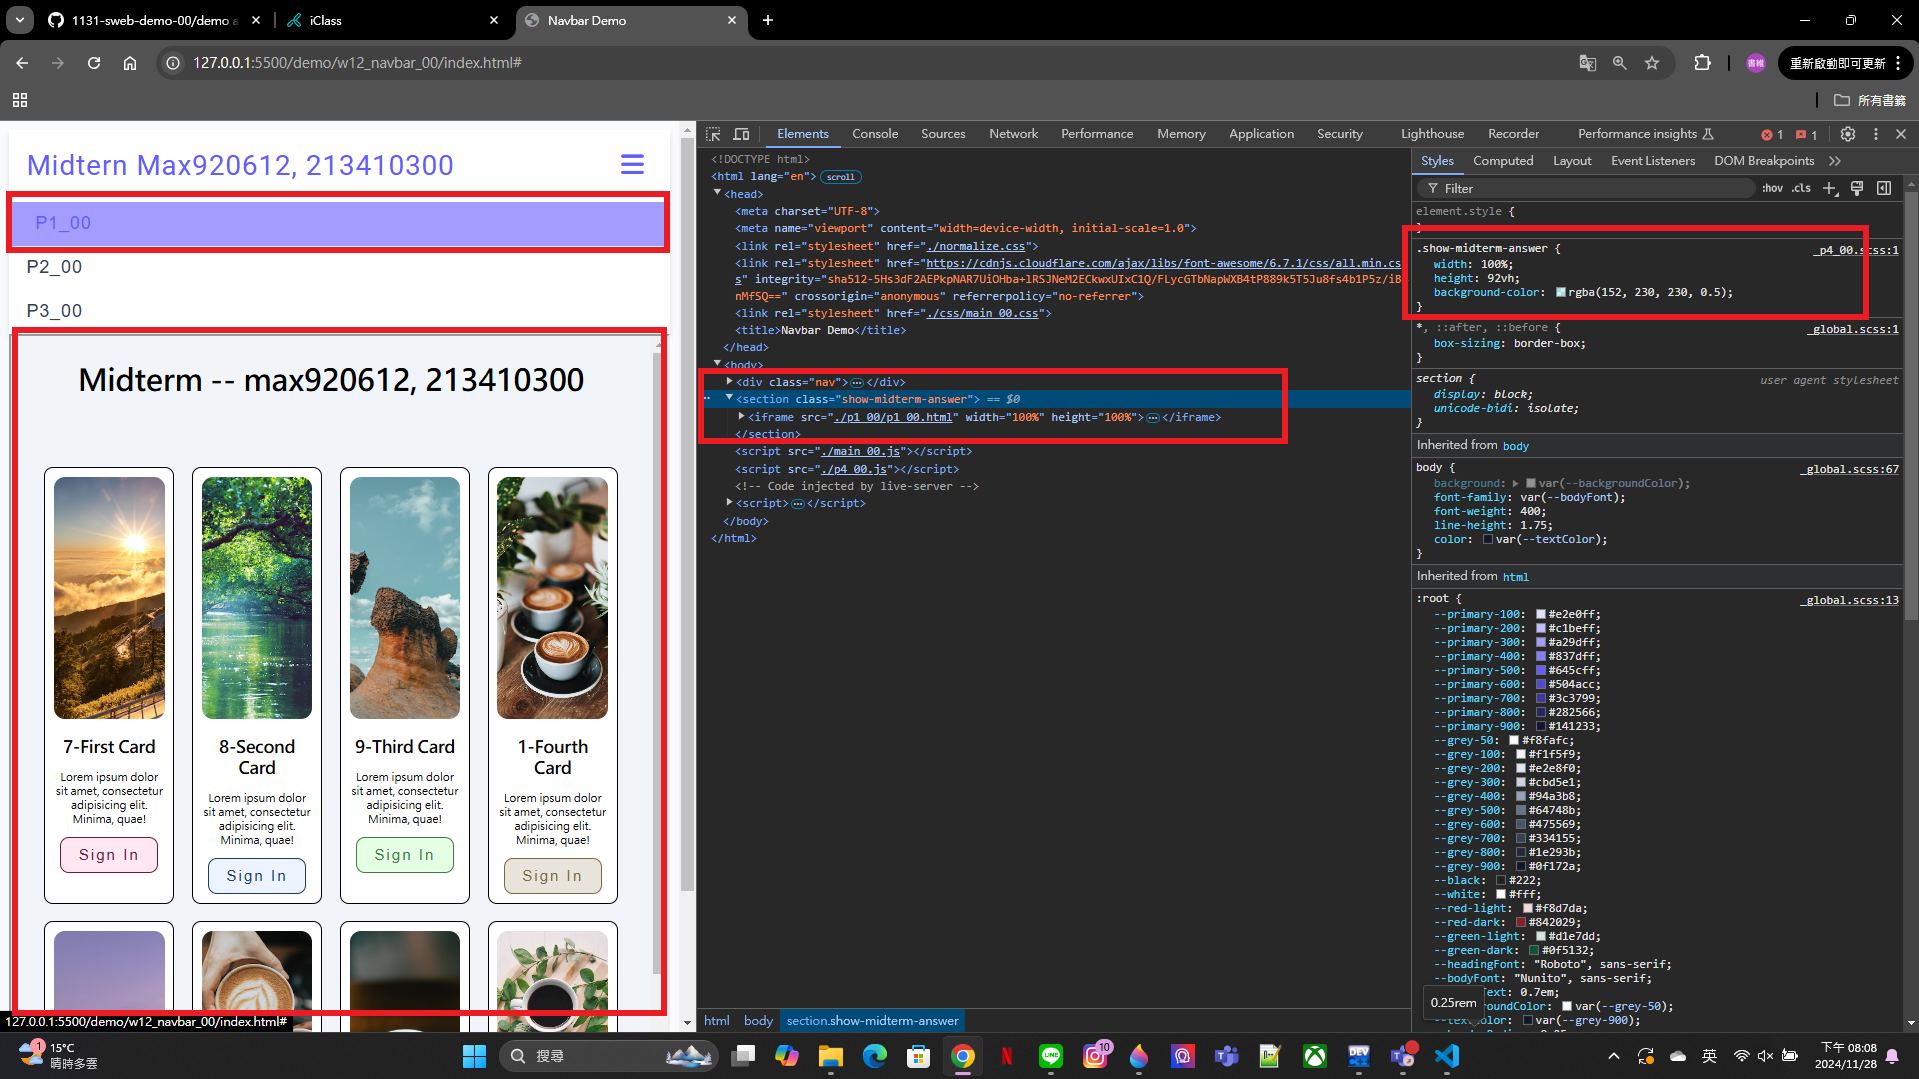 1131-sweb-demo-00/demo a
iClass
Navbar Demo
127.0.0.1:5500/demo/w12_navbar_00/index.html#
重新啟動即可更新
所有書籤
Midtern Max920612, 213410300
P1_00
P2_00
P3_00
Midterm -- max920612, 213410300
7-First Card
Lorem ipsum dolor
sit amet, consectetur
adipisicing elit.
Minima, quae!
Sign In
8-Second
Card
Lorem ipsum dolor
sit amet, consectetur
adipisicing elit.
Minima, quae!
Sign In
9-Third Card
Lorem ipsum dolor
sit amet, consectetur
adipisicing elit.
Minima, quae!
Sign In
1-Fourth
Card
Lorem ipsum dolor
sit amet, consectetur
adipisicing elit.
Minima, quae!
Sign In
127.0.0.1:5500/demo/w12_navbar_00/index.html#
Elements Console Sources Network Performance Memory Application Security Lighthouse Recorder Performance insights 1 1
<!DOCTYPE html>
<html lang="en"> scroll
<head>
<meta charset="UTF-8">
<meta name="viewport" content="width=device-width, initial-scale=1.0">
<link rel="stylesheet" href="./normalize.css">
<link rel="stylesheet" href="https://cdnjs.cloudflare.com/ajax/libs/font-awesome/6.7.1/css/all.min.cs
nMfSQ==" crossorigin="anonymous" referrerpolicy="no-referrer">
<link rel="stylesheet" href="./css/main_00.css">
<title>Navbar Demo</title>
</head>
<body>
<div class="nav"> ⋯ </div>
<section class="show-midterm-answer"> == $0
<iframe src="./p1_00/p1_00.html" width="100%" height="100%"> ⋯ </iframe>
</section>
<script src="./main_00.js"></script>
<script src="./p4_00.js"></script>
<!-- Code injected by live-server -->
<script> ⋯ </script>
</body>
</html>
html body section.show-midterm-answer
Styles Computed Layout Event Listeners DOM Breakpoints
Filter :hov .cls
element.style {
.show-midterm-answer { _p4_00.scss:1
width: 100%;
height: 92vh;
background-color: rgba(152, 230, 230, 0.5);
}
*, ::after, ::before { _global.scss:1
box-sizing: border-box;
}
section { user agent stylesheet
display: block;
unicode-bidi: isolate;
}
Inherited from body
body { _global.scss:67
background: var(--backgroundColor);
font-family: var(--bodyFont);
font-weight: 400;
line-height: 1.75;
color: var(--textColor);
}
Inherited from html
:root { _global.scss:13
--primary-100: #e2e0ff;
--primary-200: #c1beff;
--primary-300: #a29dff;
--primary-400: #837dff;
--primary-500: #645cff;
--primary-600: #504acc;
--primary-700: #3c3799;
--primary-800: #282566;
--primary-900: #141233;
--grey-50: #f8fafc;
--grey-100: #f1f5f9;
--grey-200: #e2e8f0;
--grey-300: #cbd5e1;
--grey-400: #94a3b8;
--grey-500: #64748b;
--grey-600: #475569;
--grey-700: #334155;
--grey-800: #1e293b;
--grey-900: #0f172a;
--black: #222;
--white: #fff;
--red-light: #f8d7da;
--red-dark: #842029;
--green-light: #d1e7dd;
--green-dark: #0f5132;
--headingFont: "Roboto", sans-serif;
--bodyFont: "Nunito", sans-serif;
Text: 0.7em;
0.25rem
roundColor: var(--grey-50);
var(--grey-900);
1
15°C
晴時多雲
搜尋
10
英
下午 08:08
2024/11/28